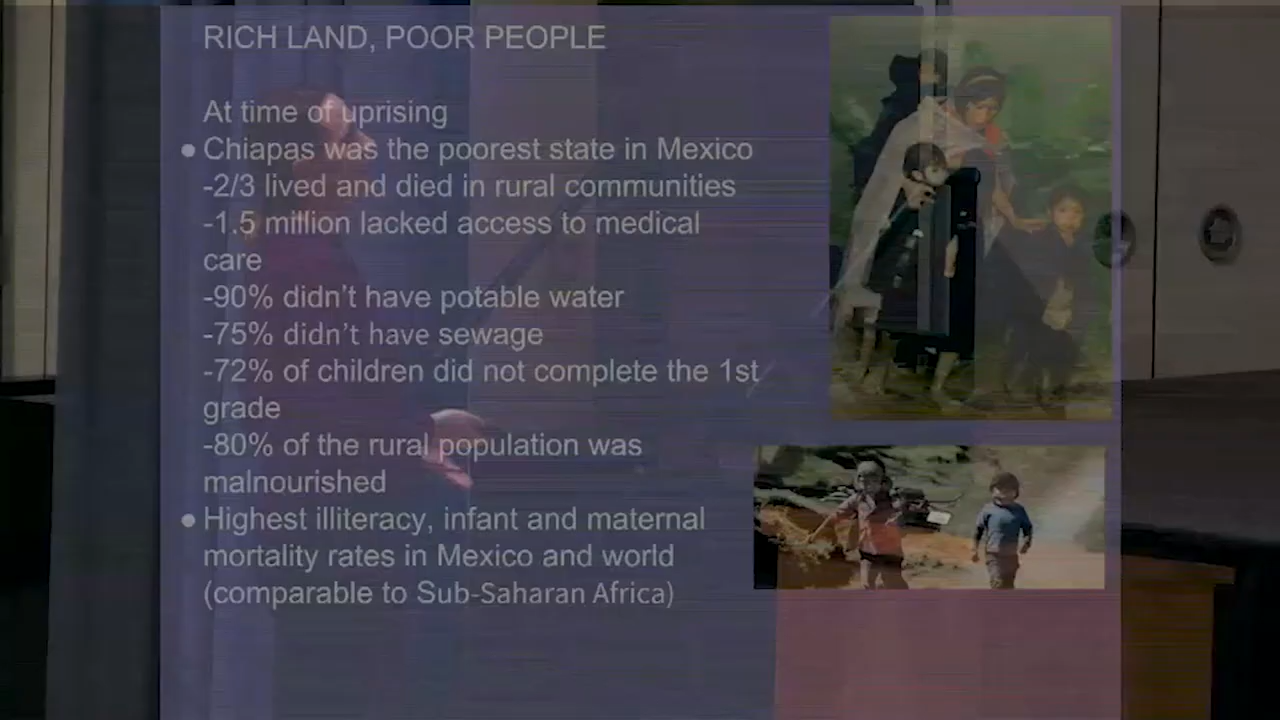 RICH LAND, POOR PEOPLE
At time of uprising
● Chiapas was the poorest state in Mexico
-2/3 lived and died in rural communities
-1.5 million lacked access to medical
care
-90% didn't have potable water
-75% didn't have sewage
-72% of children did not complete the 1st
grade
-80% of the rural population was
malnourished
● Highest illiteracy, infant and maternal
mortality rates in Mexico and world
(comparable to Sub-Saharan Africa)